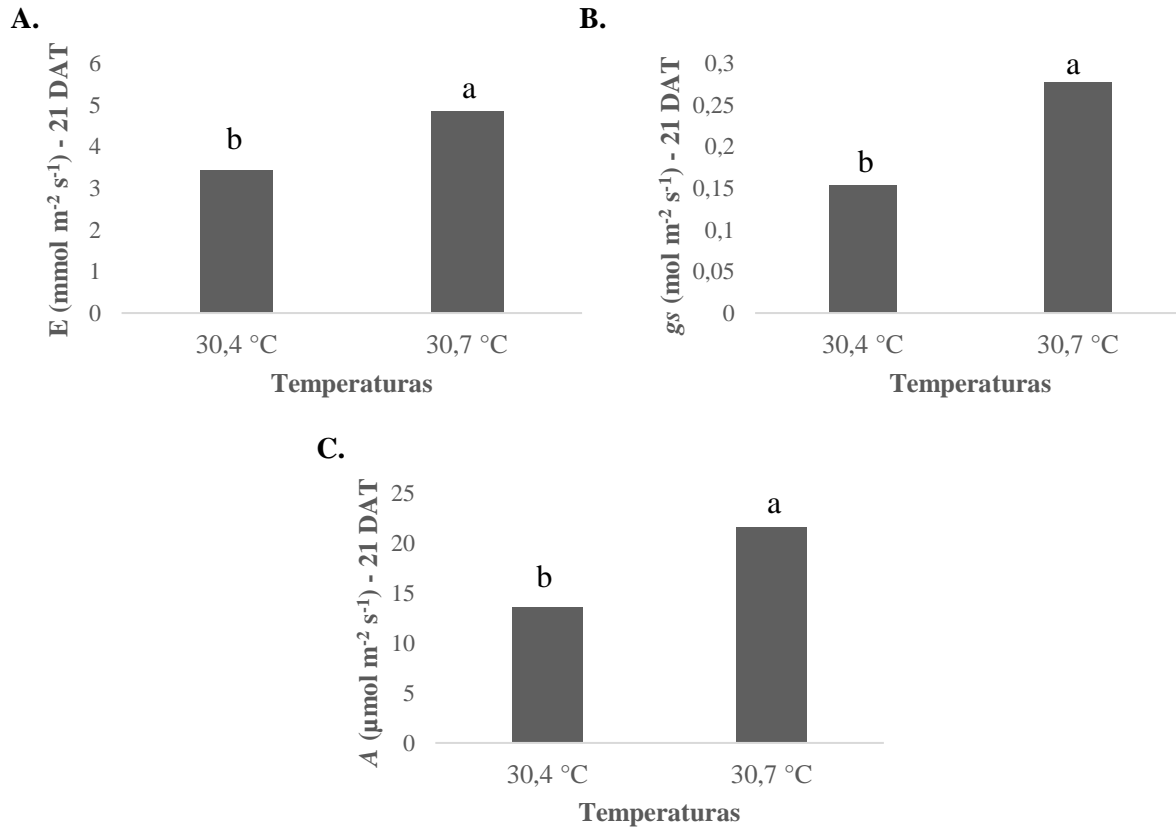 A.
E (mmol m⁻² s⁻¹) - 21 DAT
6
5
4
3
2
1
0
b
a
30,4 °C
30,7 °C
Temperaturas
B.
gs (mol m⁻² s⁻¹) - 21 DAT
0,3
0,25
0,2
0,15
0,1
0,05
0
b
a
30,4 °C
30,7 °C
Temperaturas
C.
A (µmol m⁻² s⁻¹) - 21 DAT
25
20
15
10
5
0
b
a
30,4 °C
30,7 °C
Temperaturas